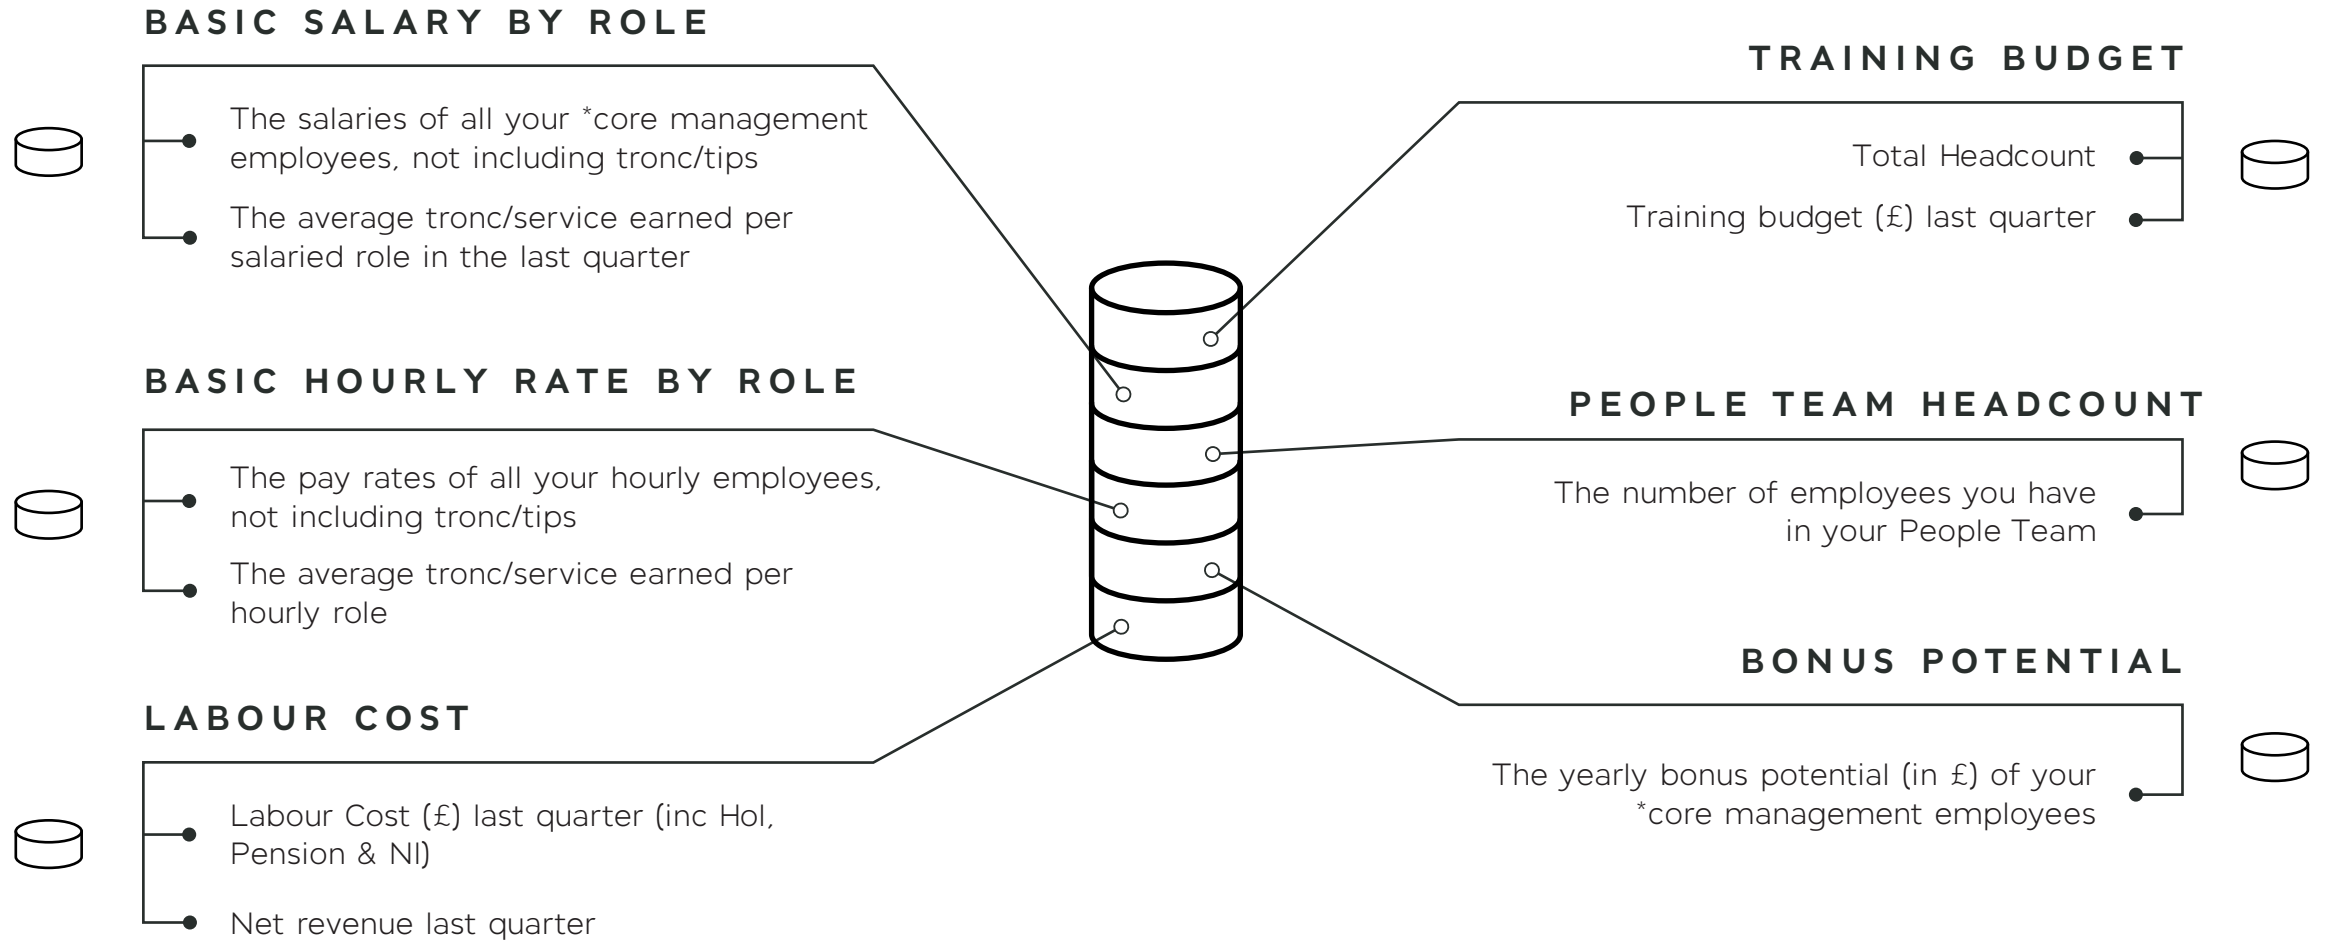 BASIC SALARY BY ROLE
The salaries of all your *core management
employees, not including tronc/tips
The average tronc/service earned per
salaried role in the last quarter
BASIC HOURLY RATE BY ROLE
The pay rates of all your hourly employees,
not including tronc/tips
The average tronc/service earned per
hourly role
LABOUR COST
Labour Cost (£) last quarter (inc Hol,
Pension & NI)
Net revenue last quarter
TRAINING BUDGET
Total Headcount
Training budget (£) last quarter
PEOPLE TEAM HEADCOUNT
The number of employees you have
in your People Team
BONUS POTENTIAL
The yearly bonus potential (in £) of your
*core management employees